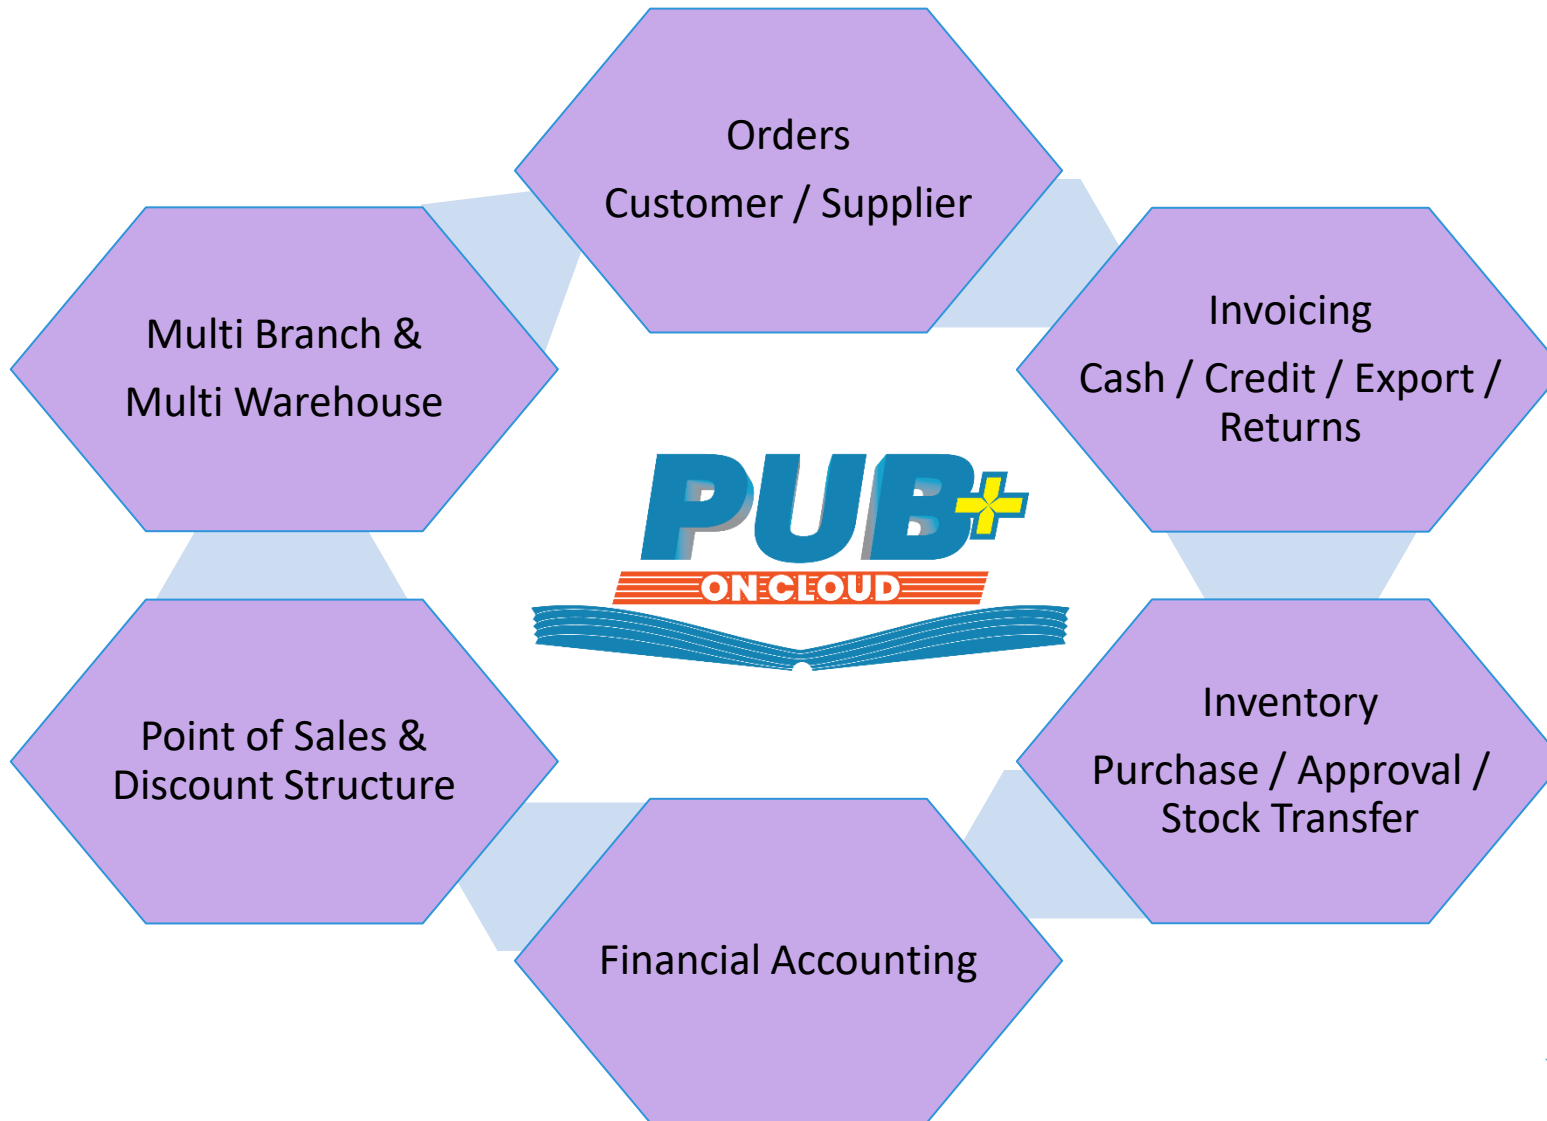 Orders
Customer / Supplier
Multi Branch &
Multi Warehouse
Invoicing
Cash / Credit / Export /
Returns
PUB+
ON CLOUD
Point of Sales &
Discount Structure
Inventory
Purchase / Approval /
Stock Transfer
Financial Accounting